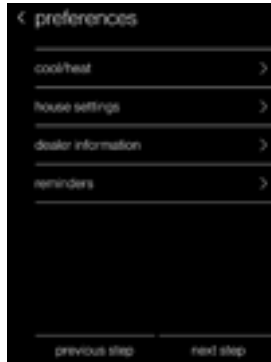 preferences
cool/heat
house settings
dealer information
reminders
previous step
next step